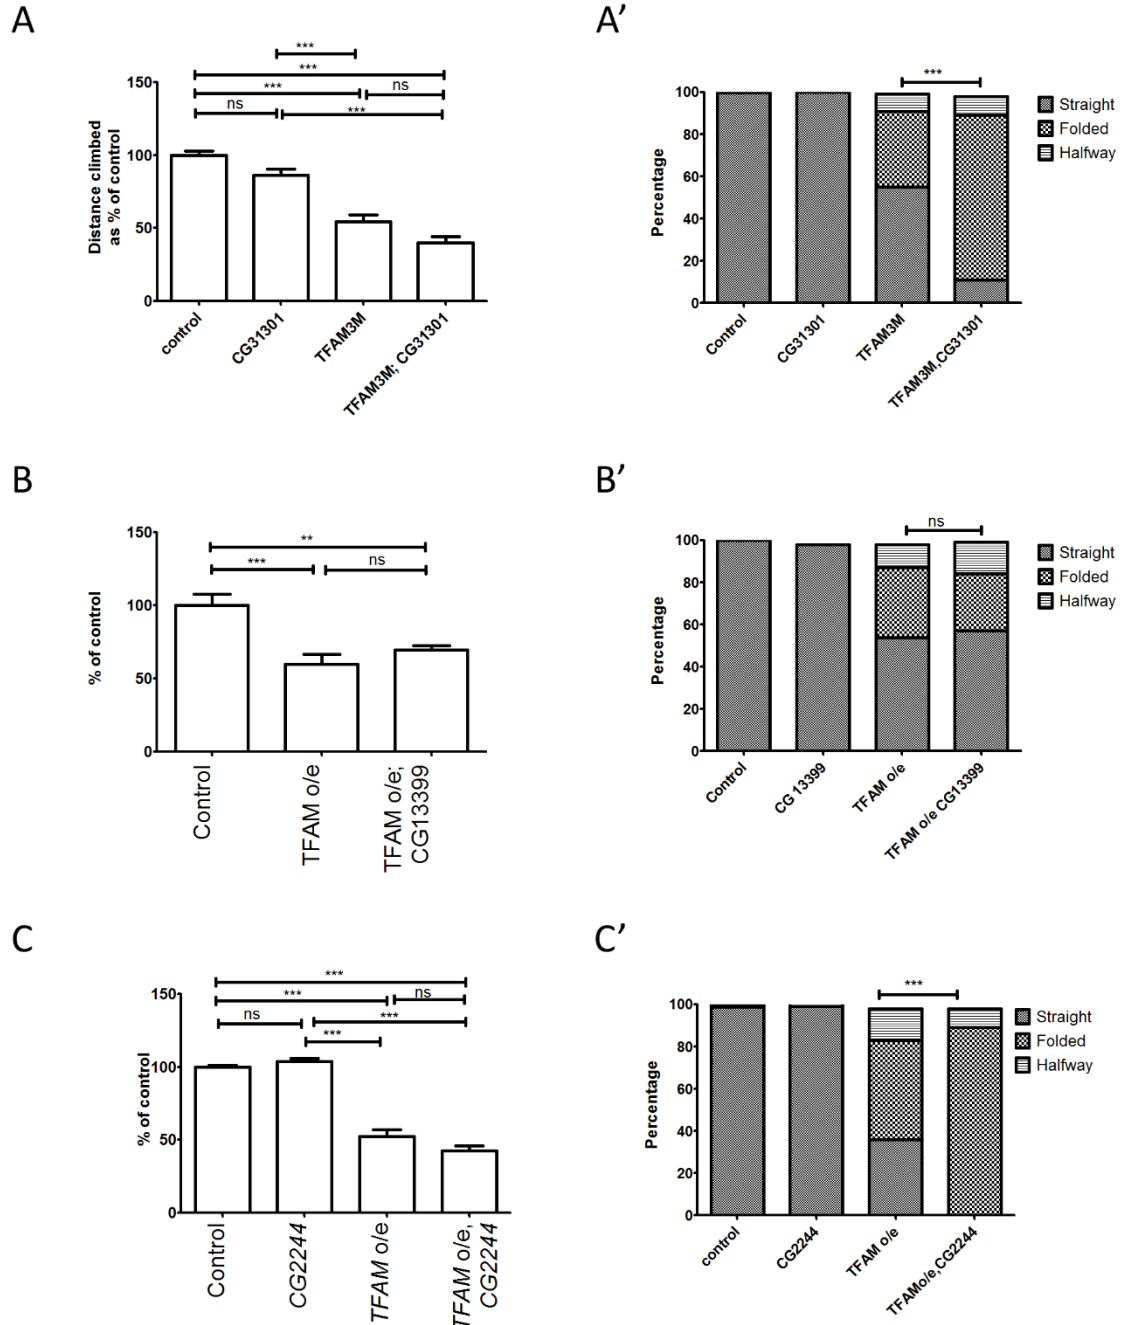 A
***
***
*** ns
ns ***
Distance climbed
as % of control
150
100
50
0
control
CG31301
TFAM3M
TFAM3M; CG31301
A’
***
Percentage
100
80
60
40
20
0
Control
CG31301
TFAM3M
TFAM3M,CG31301
Straight
Folded
Halfway
B
**
*** ns
% of control
150
100
50
0
Control
TFAM o/e
TFAM o/e;
CG13399
B’
ns
Percentage
100
80
60
40
20
0
Control
CG 13399
TFAM o/e
TFAM o/e CG13399
Straight
Folded
Halfway
C
***
*** ns
ns ***
***
% of control
150
100
50
0
Control
CG2244
TFAM o/e
TFAM o/e,
CG2244
C’
***
Percentage
100
80
60
40
20
0
control
CG2244
TFAM o/e
TFAMo/e,CG2244
Straight
Folded
Halfway